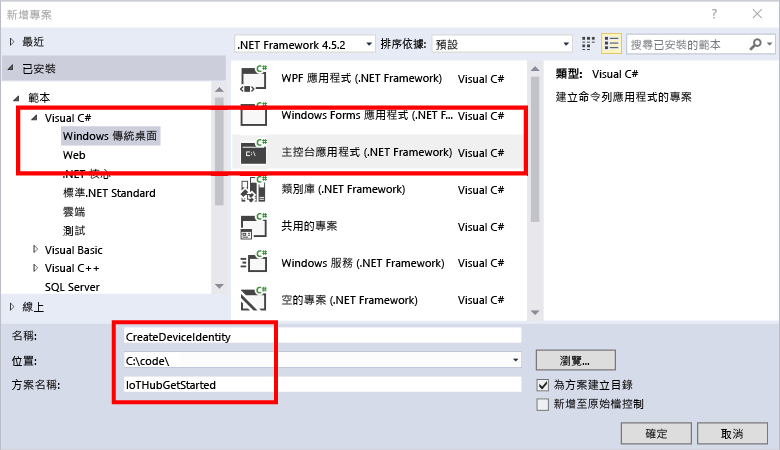 新增專案
最近
.NET Framework 4.5.2 排序依據: 預設 搜尋已安裝的範本
已安裝
範本
Visual C#
Windows 傳統桌面
Web
.NET 核心
標準.NET Standard
雲端
測試
Visual Basic
Visual C++
SQL Server
線上
WPF 應用程式 (.NET Framework) Visual C#
Windows Forms 應用程式 (.NET F... Visual C#
主控台應用程式 (.NET Framework) Visual C#
類別庫 (.NET Framework) Visual C#
共用的專案 Visual C#
Windows 服務 (.NET Framework) Visual C#
空的專案 (.NET Framework) Visual C#
類型: Visual C#
建立命令列應用程式的專案
名稱: CreateDeviceIdentity
位置: C:\code\ 瀏覽...
方案名稱: IoTHubGetStarted 為方案建立目錄
新增至原始檔控制
確定 取消